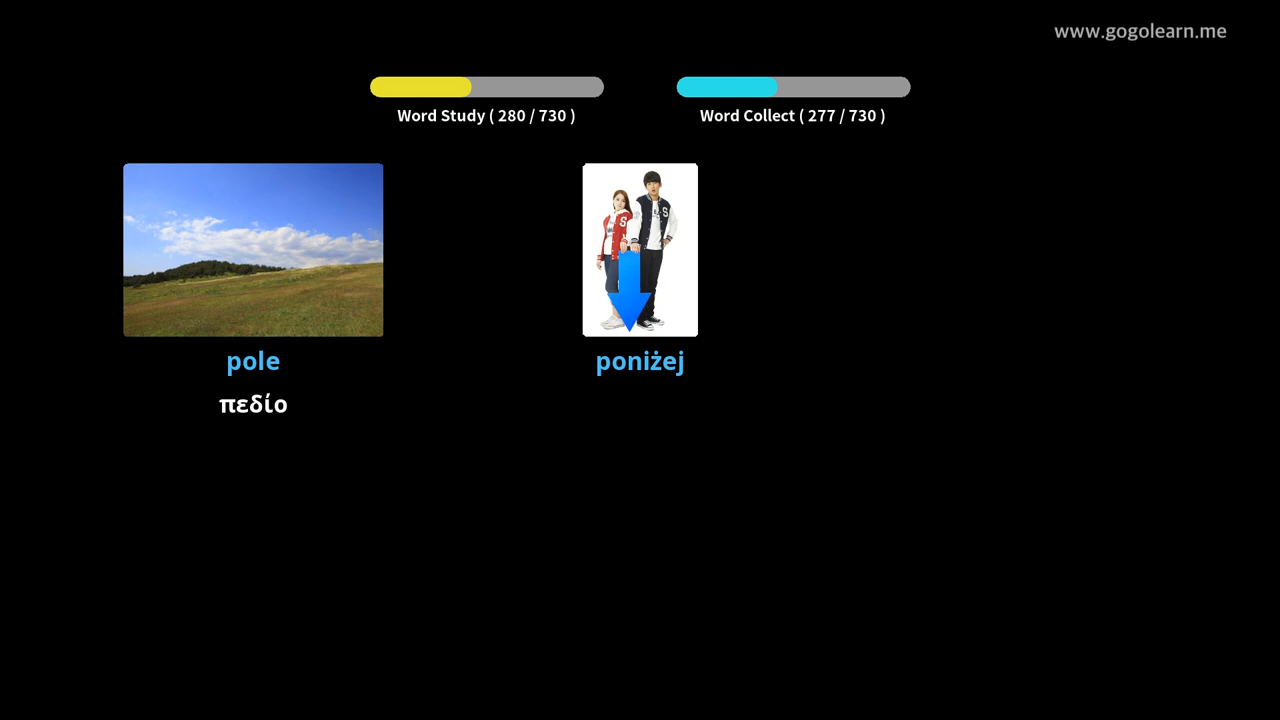 www.gogolearn.me
Word Study ( 280 / 730 )
Word Collect ( 277 / 730 )
S
S
pole
poniżej
πεδίο